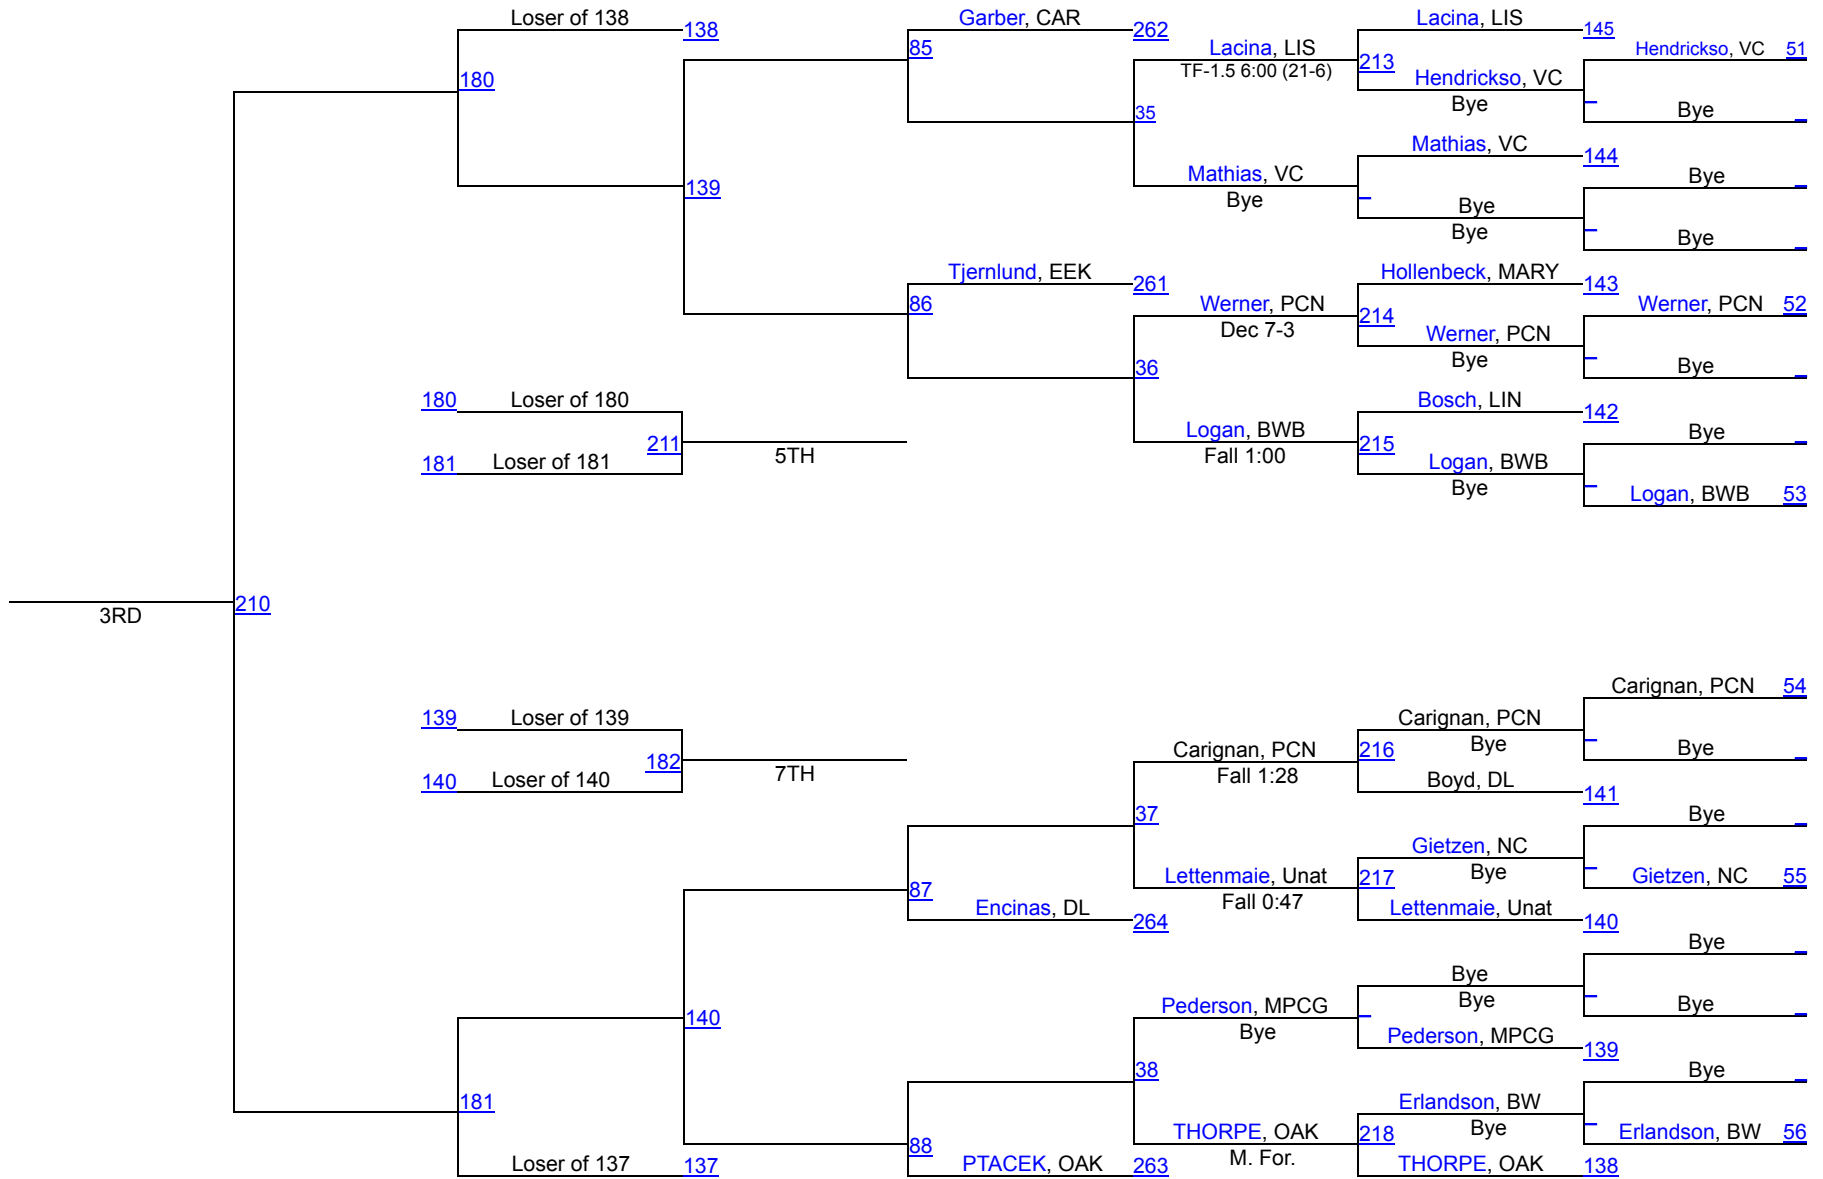 Loser of 138 138
Garber, CAR 262
Lacina, LIS 145
85
Lacina, LIS
TF-1.5 6:00 (21-6)
Hendrickso, VC 51
213
180
Hendrickso, VC
Bye
Bye
35
Mathias, VC 144
Mathias, VC
Bye
Bye
139
Bye
Bye
Bye
Tjernlund, EEK 261
Hollenbeck, MARY 143
86
Werner, PCN
Dec 7-3
Werner, PCN 52
214
Werner, PCN
Bye
36
Bye
180 Loser of 180
Bosch, LIN 142
Logan, BWB
Fall 1:00
Bye
211
5TH
215
181 Loser of 181
Logan, BWB
Bye
Logan, BWB 53
210
3RD
Carignan, PCN 54
139 Loser of 139
Carignan, PCN
Bye
Carignan, PCN
Fall 1:28
216
Bye
182
7TH
140 Loser of 140
Boyd, DL 141
37
Bye
Gietzen, NC
Bye
87
Lettenmaie, Unat
Fall 0:47
217
Gietzen, NC 55
Encinas, DL 264
Lettenmaie, Unat 140
Bye
Bye
Bye
140
Pederson, MPCG
Bye
Bye
Pederson, MPCG 139
38
Bye
181
Erlandson, BW
Bye
88
THORPE, OAK
M. For.
218
Erlandson, BW 56
Loser of 137 137
PTACEK, OAK 263
THORPE, OAK 138